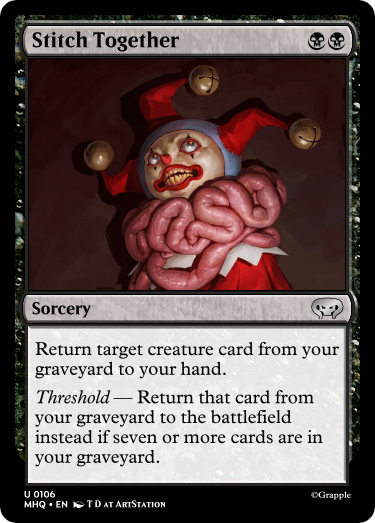 Stitch Together
Sorcery
Return target creature card from your
graveyard to your hand.
Threshold — Return that card from
your graveyard to the battlefield
instead if seven or more cards are in
your graveyard.
U 0106
MHQ • EN T D AT ARTSTATION
©Grapple